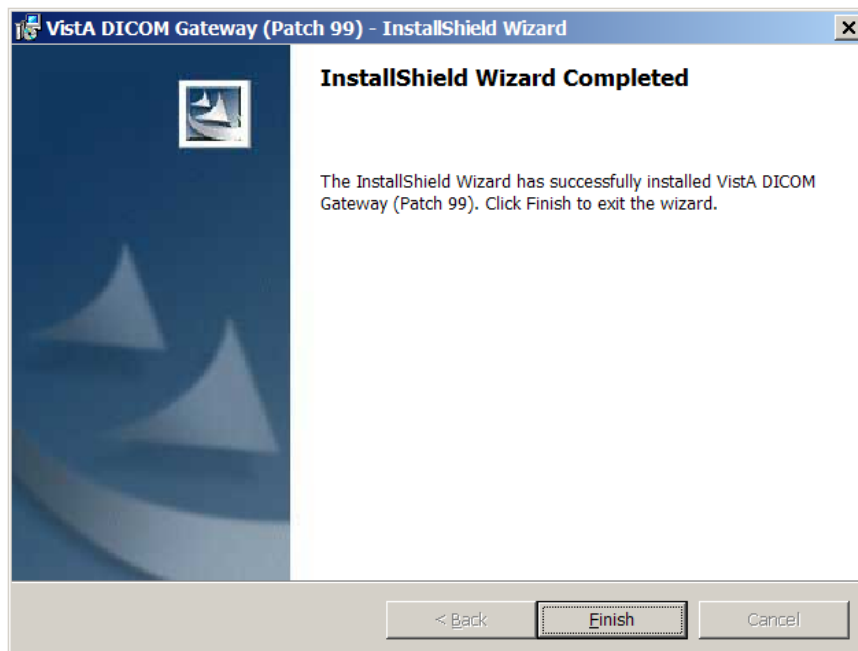 VistA DICOM Gateway (Patch 99) - InstallShield Wizard
InstallShield Wizard Completed
The InstallShield Wizard has successfully installed VistA DICOM
Gateway (Patch 99). Click Finish to exit the wizard.
< Back Finish Cancel